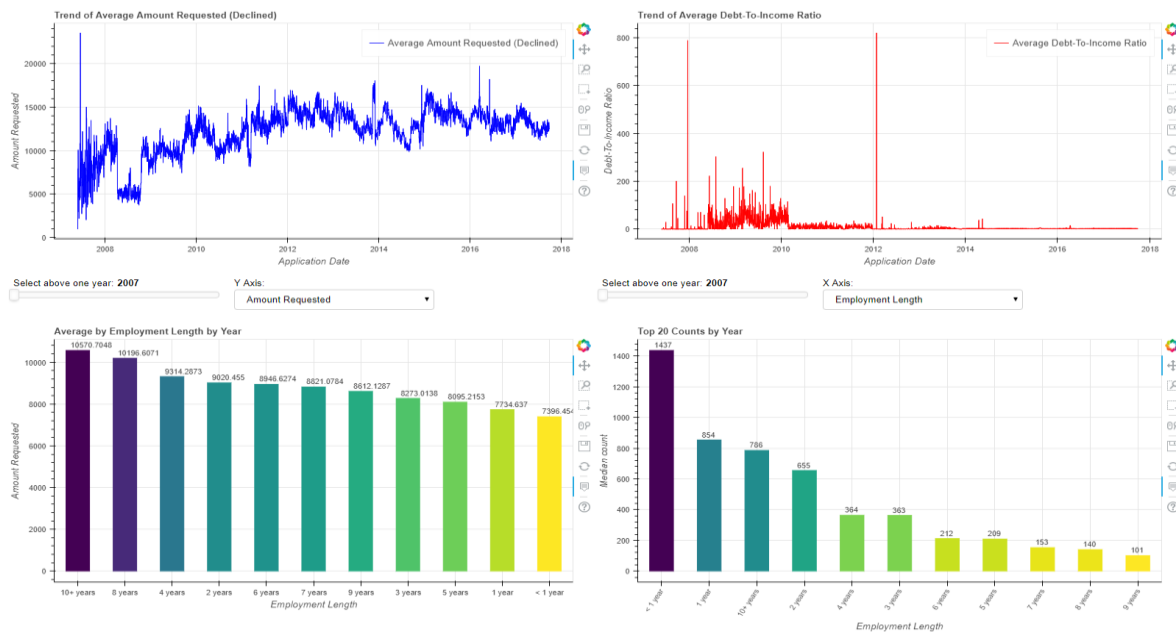 Trend of Average Amount Requested (Declined)
Average Amount Requested (Declined)
Amount Requested
20000
15000
10000
5000
0
2008
2010
2012
2014
2016
2018
Application Date
Trend of Average Debt-To-Income Ratio
Average Debt-To-Income Ratio
Debt-To-Income Ratio
800
600
400
200
0
2008
2010
2012
2014
2016
2018
Application Date
Select above one year: 2007
Y Axis:
Amount Requested
Select above one year: 2007
X Axis:
Employment Length
Average by Employment Length by Year
Amount Requested
10000
8000
6000
4000
2000
0
10570.7048
10196.6071
9314.2873
9020.455
8946.6274
8821.0784
8612.1287
8273.0138
8095.2153
7734.637
7396.454
10+ years
8 years
4 years
2 years
6 years
7 years
9 years
3 years
5 years
1 year
< 1 year
Employment Length
Top 20 Counts by Year
Median count
1400
1200
1000
800
600
400
200
0
1437
854
786
655
364
363
212
209
153
140
101
< 1 year
1 year
10+ years
2 years
4 years
3 years
6 years
5 years
7 years
8 years
9 years
Employment Length